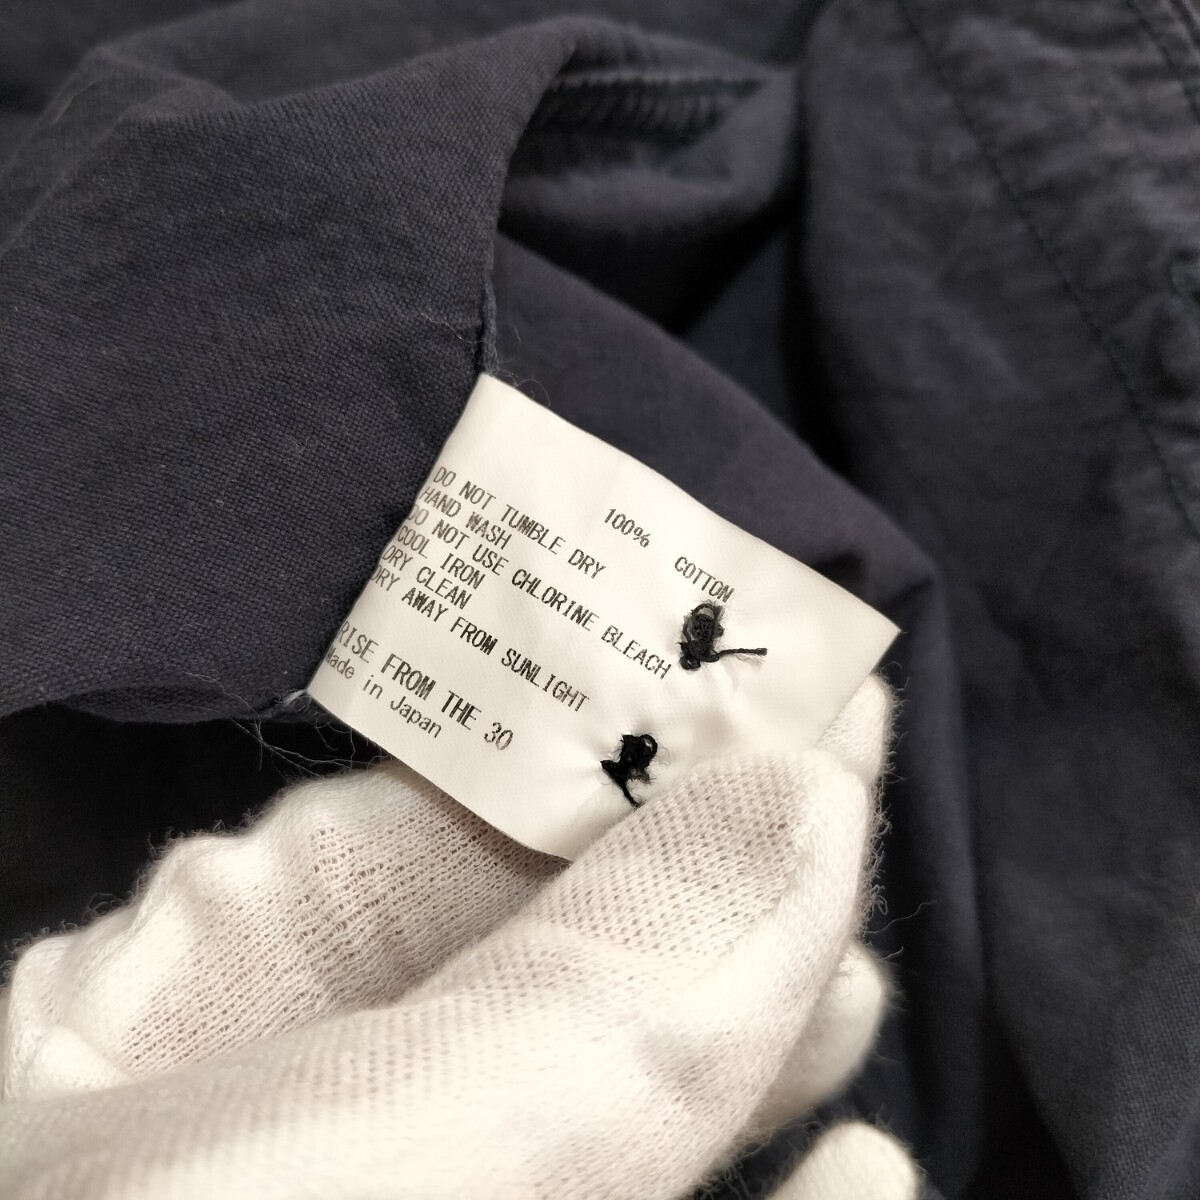 100% COTTON
DO NOT TUMBLE DRY
HAND WASH
DO NOT USE CHLORINE BLEACH
COOL IRON
DRY CLEAN
DRY AWAY FROM SUNLIGHT
RISE FROM THE 30
Made in Japan